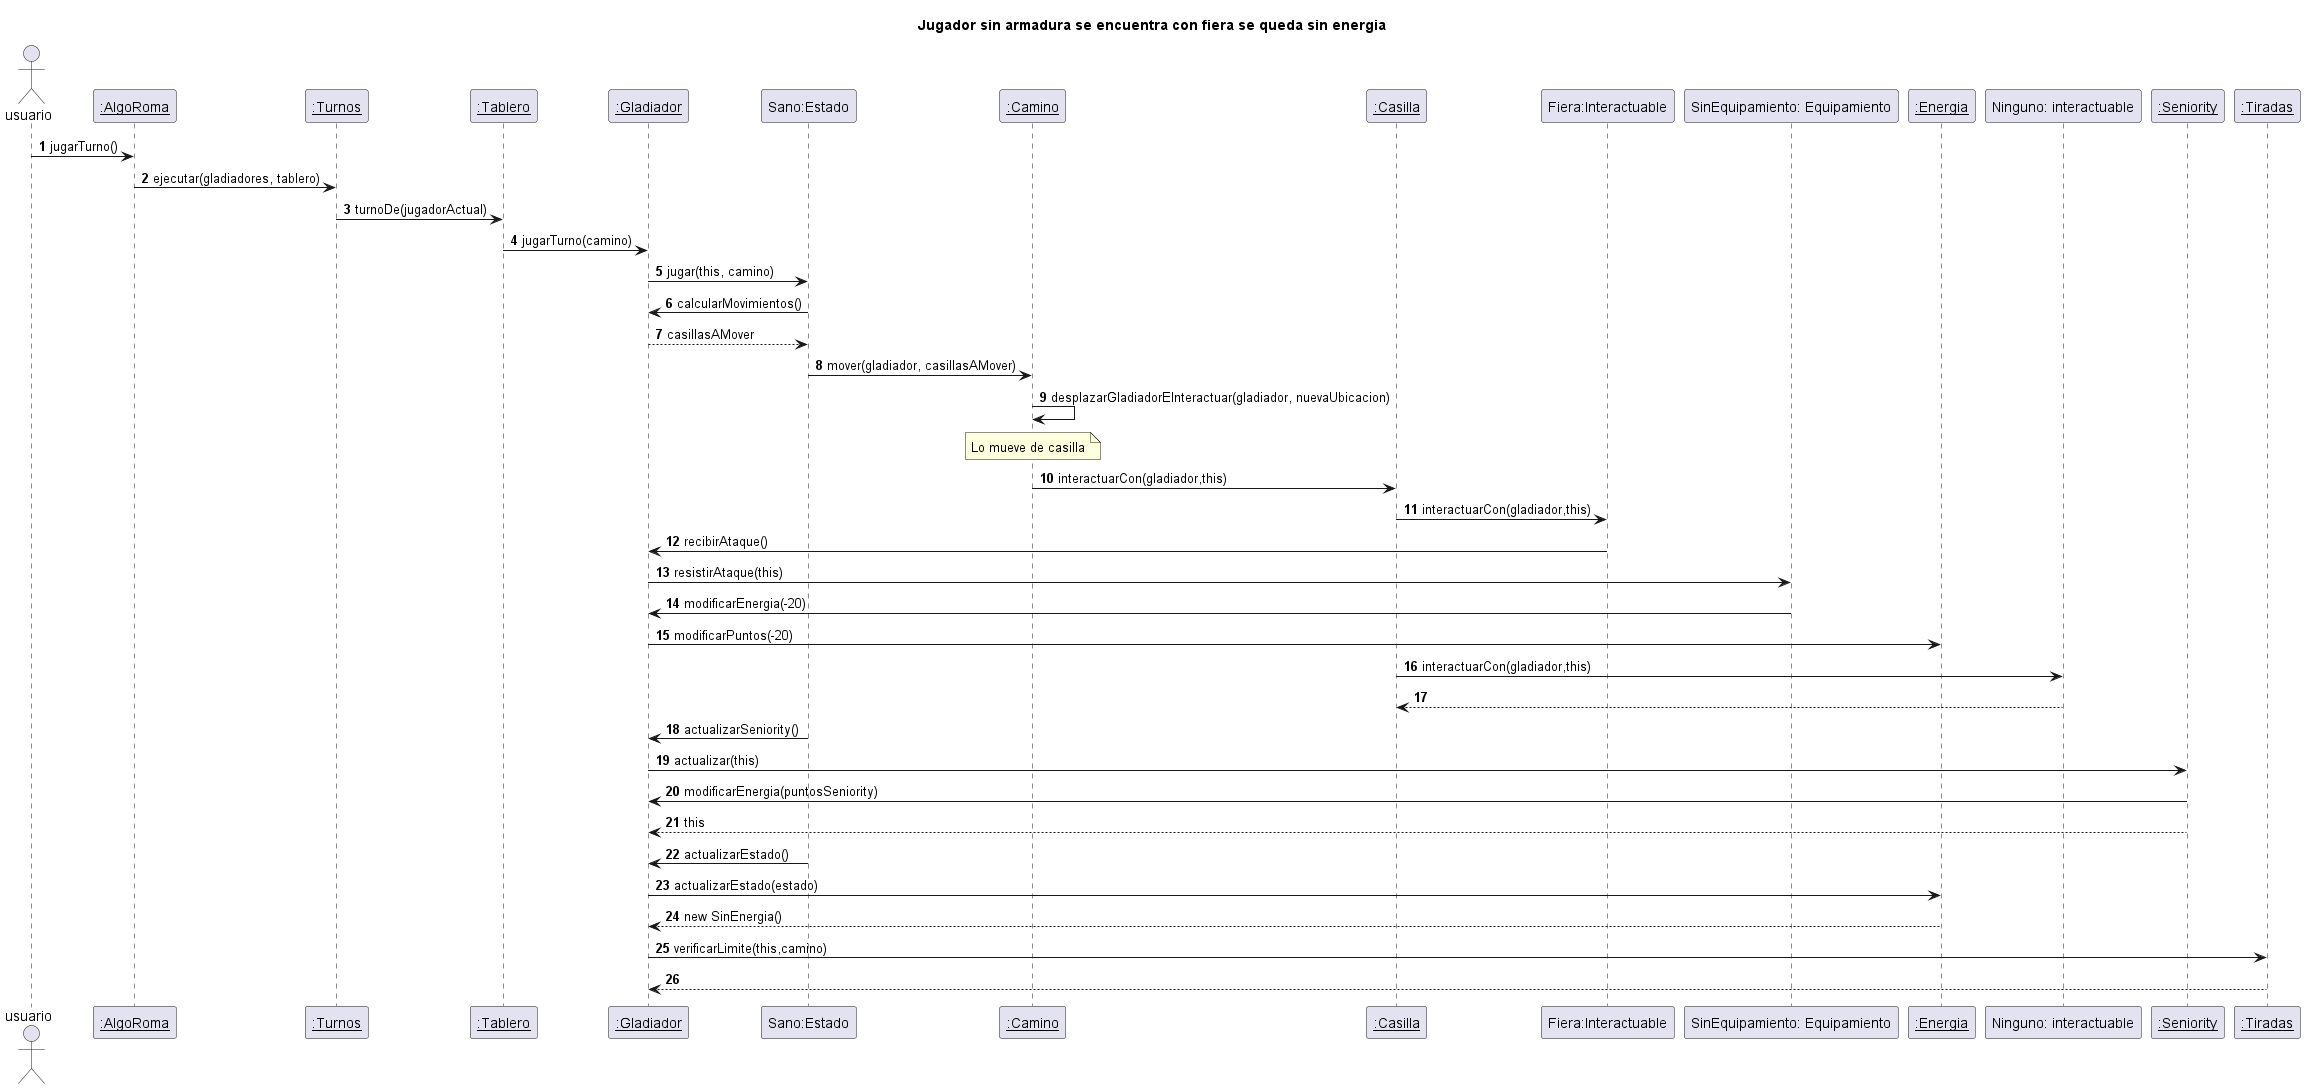 Jugador sin armadura se encuentra con fiera se queda sin energia
usuario
:AlgoRoma
:Turnos
:Tablero
:Gladiador
Sano:Estado
:Camino
:Casilla
Fiera:Interactuable
SinEquipamiento: Equipamiento
:Energia
Ninguno: interactuable
:Seniority
:Tiradas
1 jugarTurno()
2 ejecutar(gladiadores, tablero)
3 turnoDe(jugadorActual)
4 jugarTurno(camino)
5 jugar(this, camino)
6 calcularMovimientos()
7 casillasAMover
8 mover(gladiador, casillasAMover)
9 desplazarGladiadorEInteractuar(gladiador, nuevaUbicacion)
Lo mueve de casilla
10 interactuarCon(gladiador,this)
11 interactuarCon(gladiador,this)
12 recibirAtaque()
13 resistirAtaque(this)
14 modificarEnergia(-20)
15 modificarPuntos(-20)
16 interactuarCon(gladiador,this)
17
18 actualizarSeniority()
19 actualizar(this)
20 modificarEnergia(puntosSeniority)
21 this
22 actualizarEstado()
23 actualizarEstado(estado)
24 new SinEnergia()
25 verificarLimite(this,camino)
26
usuario
:AlgoRoma
:Turnos
:Tablero
:Gladiador
Sano:Estado
:Camino
:Casilla
Fiera:Interactuable
SinEquipamiento: Equipamiento
:Energia
Ninguno: interactuable
:Seniority
:Tiradas